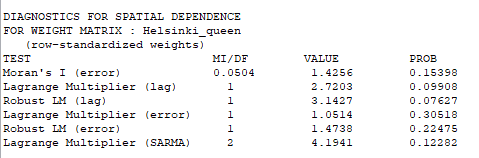 DIAGNOSTICS FOR SPATIAL DEPENDENCE
FOR WEIGHT MATRIX : Helsinki_queen
(row-standardized weights)
TEST MI/DF VALUE PROB
Moran's I (error) 0.0504 1.4256 0.15398
Lagrange Multiplier (lag) 1 2.7203 0.09908
Robust LM (lag) 1 3.1427 0.07627
Lagrange Multiplier (error) 1 1.0514 0.30518
Robust LM (error) 1 1.4738 0.22475
Lagrange Multiplier (SARMA) 2 4.1941 0.12282